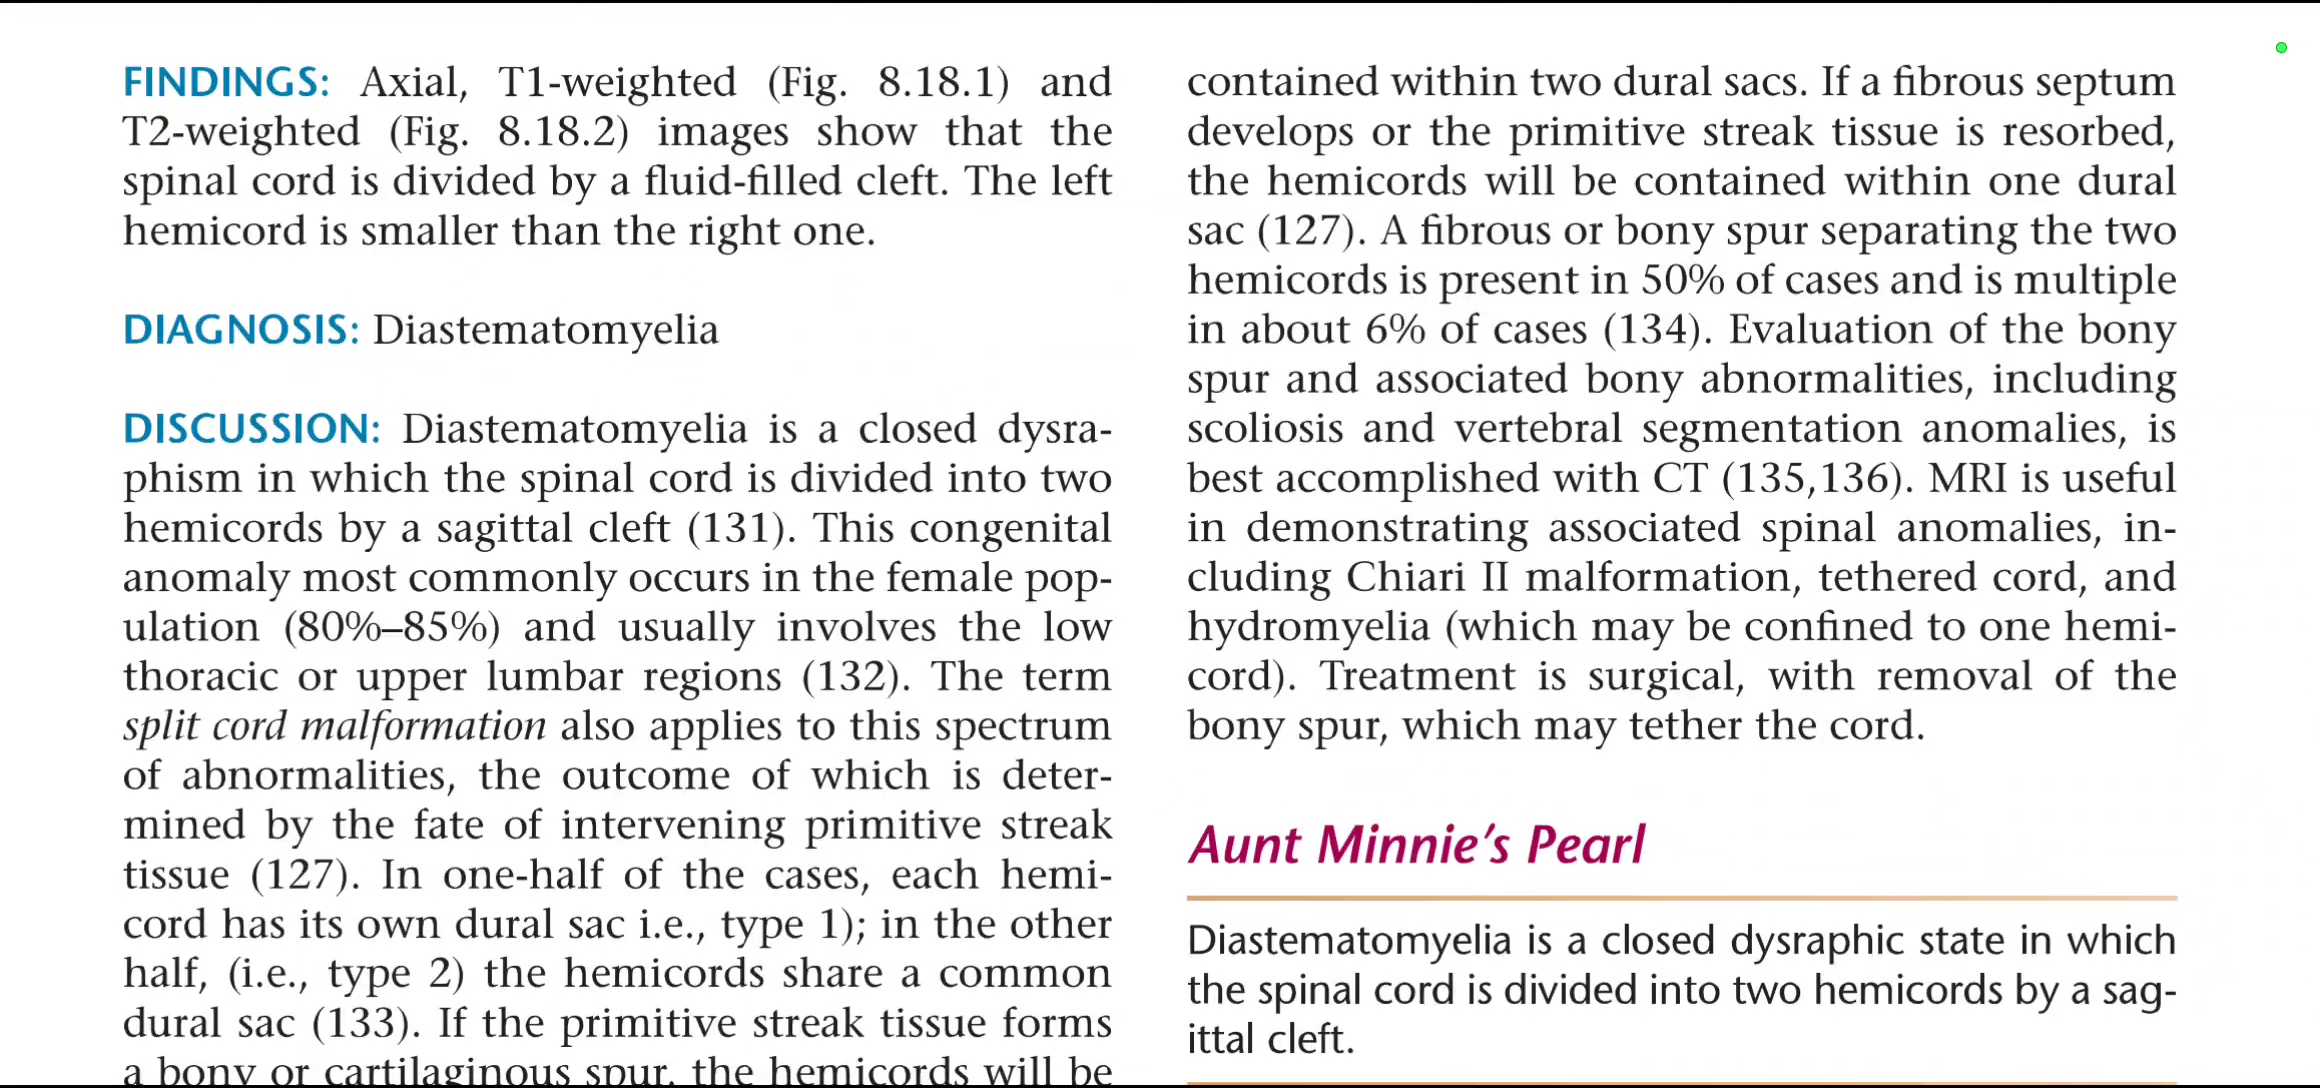 FINDINGS: Axial, T1-weighted (Fig. 8.18.1) and
T2-weighted (Fig. 8.18.2) images show that the
spinal cord is divided by a fluid-filled cleft. The left
hemicord is smaller than the right one.
DIAGNOSIS: Diastematomyelia
DISCUSSION: Diastematomyelia is a closed dysra-
phism in which the spinal cord is divided into two
hemicords by a sagittal cleft (131). This congenital
anomaly most commonly occurs in the female pop-
ulation (80%–85%) and usually involves the low
thoracic or upper lumbar regions (132). The term
split cord malformation also applies to this spectrum
of abnormalities, the outcome of which is deter-
mined by the fate of intervening primitive streak
tissue (127). In one-half of the cases, each hemi-
cord has its own dural sac i.e., type 1); in the other
half, (i.e., type 2) the hemicords share a common
dural sac (133). If the primitive streak tissue forms
a bony or cartilaginous spur, the hemicords will be
contained within two dural sacs. If a fibrous septum
develops or the primitive streak tissue is resorbed,
the hemicords will be contained within one dural
sac (127). A fibrous or bony spur separating the two
hemicords is present in 50% of cases and is multiple
in about 6% of cases (134). Evaluation of the bony
spur and associated bony abnormalities, including
scoliosis and vertebral segmentation anomalies, is
best accomplished with CT (135,136). MRI is useful
in demonstrating associated spinal anomalies, in-
cluding Chiari II malformation, tethered cord, and
hydromyelia (which may be confined to one hemi-
cord). Treatment is surgical, with removal of the
bony spur, which may tether the cord.
Aunt Minnie's Pearl
Diastematomyelia is a closed dysraphic state in which
the spinal cord is divided into two hemicords by a sag-
ittal cleft.